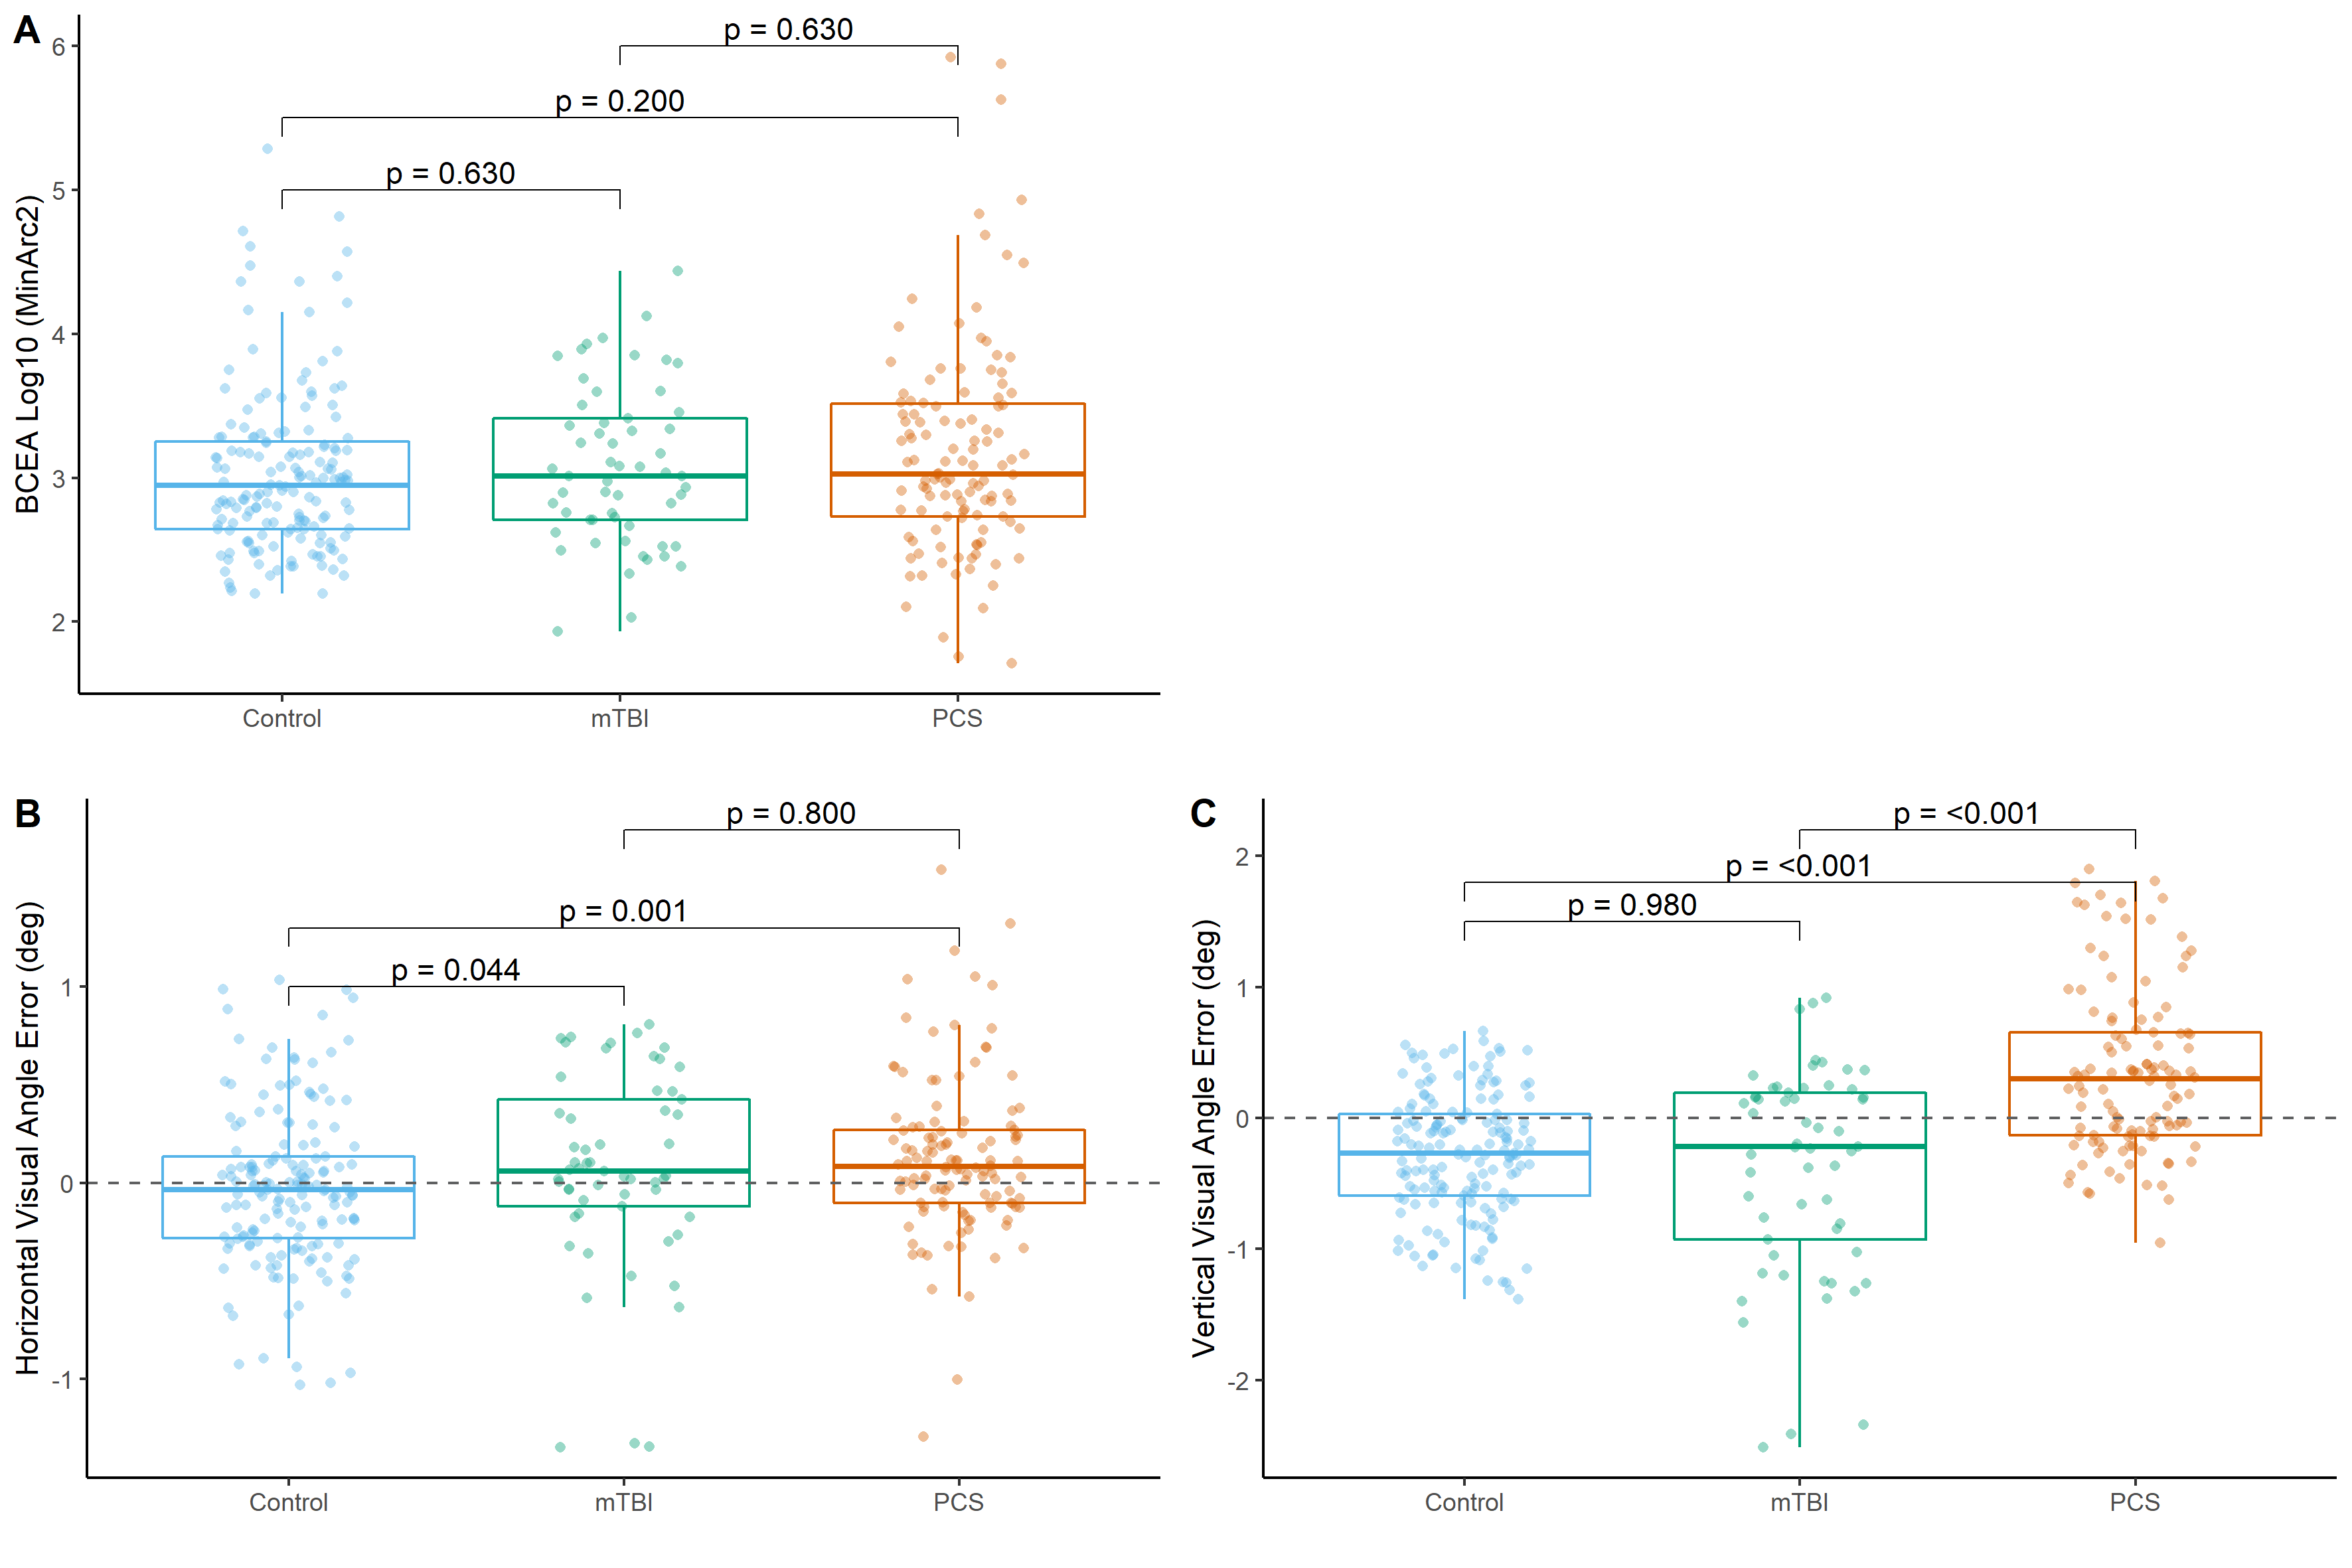 A
p = 0.630
6
p = 0.200
p = 0.630
5
4
3
2
BCEA Log10 (MinArc2)
Control
mTBI
PCS
B
p = 0.800
p = 0.001
p = 0.044
1
0
-1
Horizontal Visual Angle Error (deg)
Control
mTBI
PCS
C
p = <0.001
2
p = <0.001
p = 0.980
1
0
-1
-2
Vertical Visual Angle Error (deg)
Control
mTBI
PCS